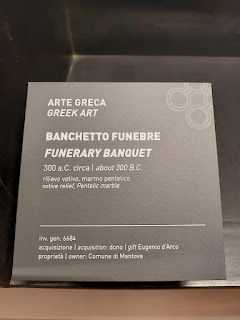 ARTE GRECA
GREEK ART
BANCHETTO FUNEBRE
FUNERARY BANQUET
300 a.C. circa | about 300 B.C.
rilievo votivo, marmo pentelico
votive relief, Pentelic marble
inv. gen. 6684
acquisizione | acquisition: dono | gift Eugenio d'Arco
proprietà | owner: Comune di Mantova